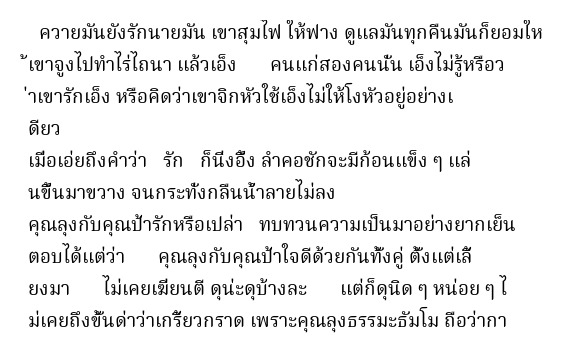 ควายมันยังรักนายมัน เขาสุมไฟ ให้ฟาง ดูแลมันทุกคืนมันก็ยอมให
้เขาจูงไปทำไร่ไถนา แล้วเอ็ง คนแก่สองคนนั้น เอ็งไม่รู้หรือว
่าเขารักเอ็ง หรือคิดว่าเขาจิกหัวใช้เอ็งไม่ให้โงหัวอยู่อย่างเ
ดียว
เมื่อเอ่ยถึงคำว่า รัก ก็นิ่งอึ้ง ลำคอชักจะมีก้อนแข็ง ๆ แล่
นขึ้นมาขวาง จนกระทั่งกลืนน้ำลายไม่ลง
คุณลุงกับคุณป้ารักหรือเปล่า ทบทวนความเป็นมาอย่างยากเย็น
ตอบได้แต่ว่า คุณลุงกับคุณป้าใจดีด้วยกันทั้งคู่ ตั้งแต่เลี้
ยงมา ไม่เคยเฆี่ยนตี ดุน่ะดุบ้างละ แต่ก็ดุนิด ๆ หน่อย ๆ ไ
ม่เคยถึงขั้นด่าว่าเกรี้ยวกราด เพราะคุณลุงธรรมะธัมโม ถือว่ากา